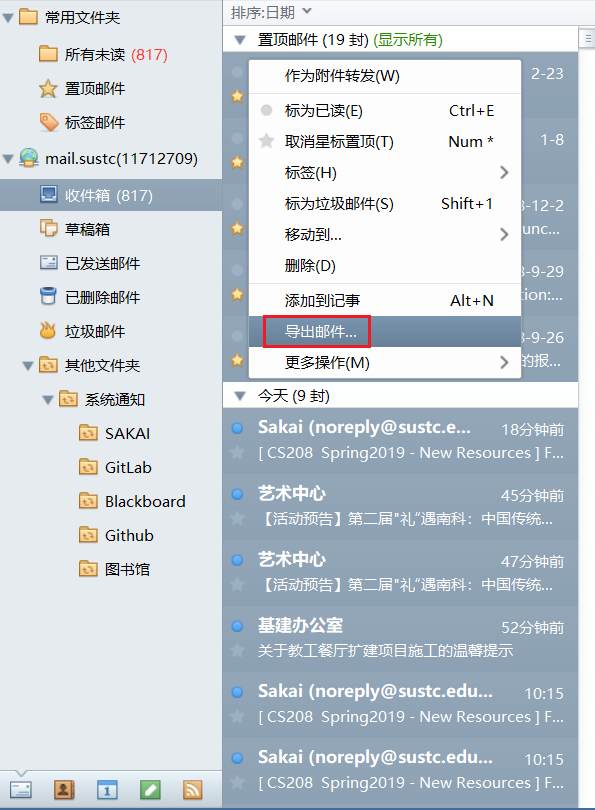 常用文件夹
所有未读 (817)
置顶邮件
标签邮件
mail.sustc(11712709)
收件箱 (817)
草稿箱
已发送邮件
已删除邮件
垃圾邮件
其他文件夹
系统通知
SAKAI
GitLab
Blackboard
Github
图书馆
1
排序:日期
置顶邮件 (19 封) (显示所有)
2-23
1-8
-12-2
unc...
-9-29
tion:...
-9-26
的报...
作为附件转发(W)
标为已读(E) Ctrl+E
取消星标置顶(T) Num *
标签(H)
标为垃圾邮件(S) Shift+1
移动到...
删除(D)
添加到记事 Alt+N
导出邮件...
更多操作(M)
今天 (9 封)
Sakai (noreply@sustc.e... 18分钟前
[ CS208 Spring2019 - New Resources ] F...
艺术中心 45分钟前
【活动预告】第二届"礼“遇南科：中国传统...
艺术中心 47分钟前
【活动预告】第二届"礼“遇南科：中国传统...
基建办公室 52分钟前
关于教工餐厅扩建项目施工的温馨提示
Sakai (noreply@sustc.edu... 10:15
[ CS208 Spring2019 - New Resources ] F...
Sakai (noreply@sustc.edu... 10:15
[ CS208 Spring2019 - New Resources ] F...